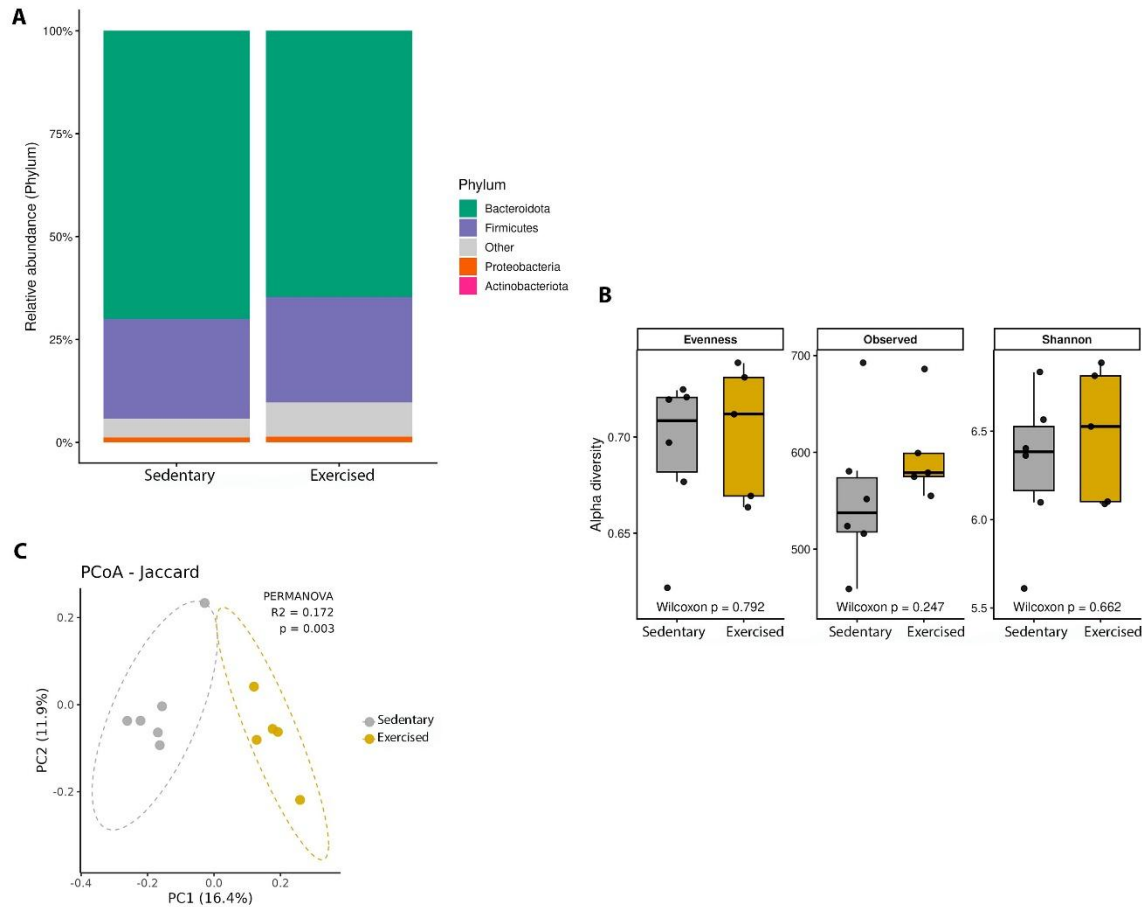 A
Relative abundance (Phylum)
100%
75%
50%
25%
0%
Sedentary Exercised
Phylum
Bacteroidota
Firmicutes
Other
Proteobacteria
Actinobacteriota
B
Alpha diversity
Evenness
0.70
0.65
Wilcoxon p = 0.792
Sedentary Exercised
Observed
700
600
500
Wilcoxon p = 0.247
Sedentary Exercised
Shannon
6.5
6.0
5.5
Wilcoxon p = 0.662
Sedentary Exercised
C
PCoA - Jaccard
PERMANOVA
R2 = 0.172
p = 0.003
PC2 (11.9%)
0.2
0.0
-0.2
-0.4 -0.2 0.0 0.2
PC1 (16.4%)
Sedentary
Exercised